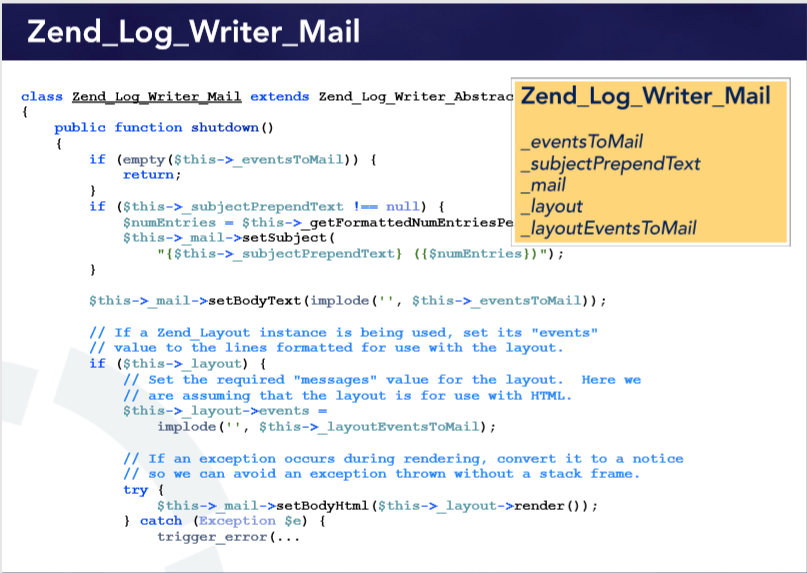 Zend_Log_Writer_Mail
class Zend_Log_Writer_Mail extends Zend_Log_Writer_Abstrac
{
    public function shutdown()
    {
        if (empty($this->_eventsToMail)) {
            return;
        }
        if ($this->_subjectPrependText !== null) {
            $numEntries = $this->_getFormattedNumEntriesPe
            $this->_mail->setSubject(
                "{$this->_subjectPrependText} ({$numEntries})");
        }
        $this->_mail->setBodyText(implode('', $this->_eventsToMail));
        // If a Zend_Layout instance is being used, set its "events"
        // value to the lines formatted for use with the layout.
        if ($this->_layout) {
            // Set the required "messages" value for the layout.  Here we
            // are assuming that the layout is for use with HTML.
            $this->_layout->events =
                implode('', $this->_layoutEventsToMail);
            // If an exception occurs during rendering, convert it to a notice
            // so we can avoid an exception thrown without a stack frame.
            try {
                $this->_mail->setBodyHtml($this->_layout->render());
            } catch (Exception $e) {
                trigger_error(...
Zend_Log_Writer_Mail
_eventsToMail
_subjectPrependText
_mail
_layout
_layoutEventsToMail